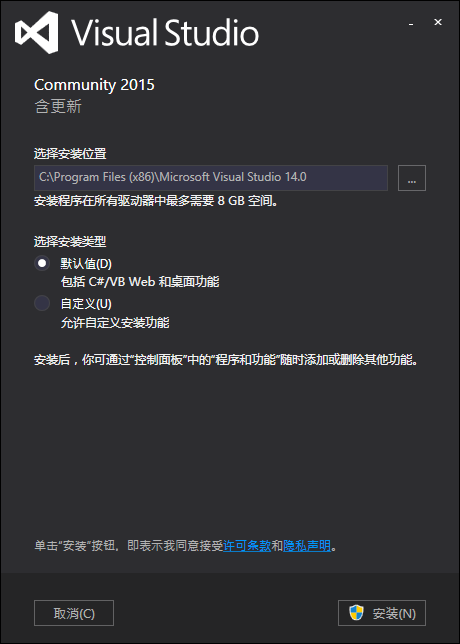 Visual Studio
Community 2015
含更新
选择安装位置
C:\Program Files (x86)\Microsoft Visual Studio 14.0
...
安装程序在所有驱动器中最多需要 8 GB 空间。
选择安装类型
默认值(D)
包括 C#/VB Web 和桌面功能
自定义(U)
允许自定义安装功能
安装后，你可通过“控制面板”中的“程序和功能”随时添加或删除其他功能。
单击“安装”按钮，即表示我同意接受许可条款和隐私声明。
取消(C)
安装(N)